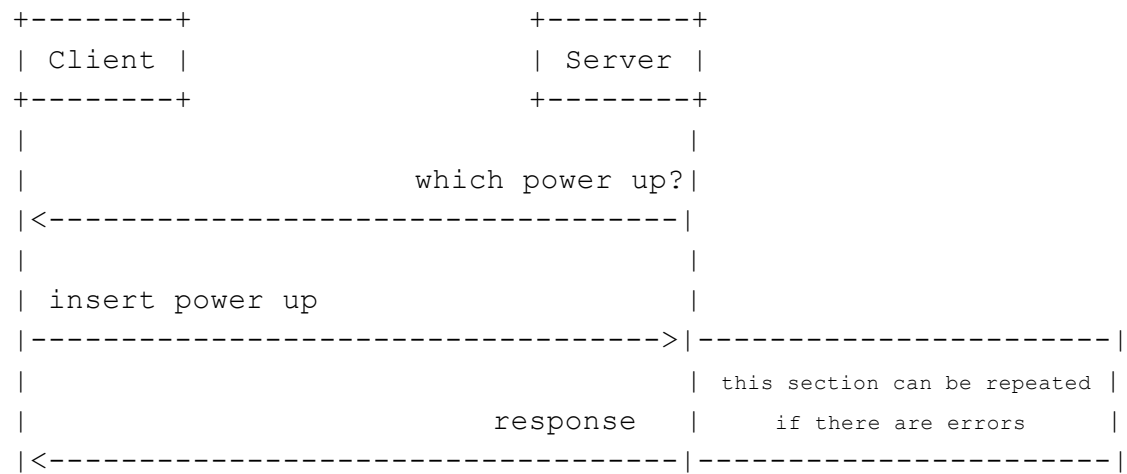 +--------+ +--------+
| Client | | Server |
+--------+ +--------+
| |
| which power up?|
|<-----------------------------------|
| |
| insert power up |
|----------------------------------->|-----------------------|
| | this section can be repeated |
| response | if there are errors |
|<-----------------------------------|-----------------------|